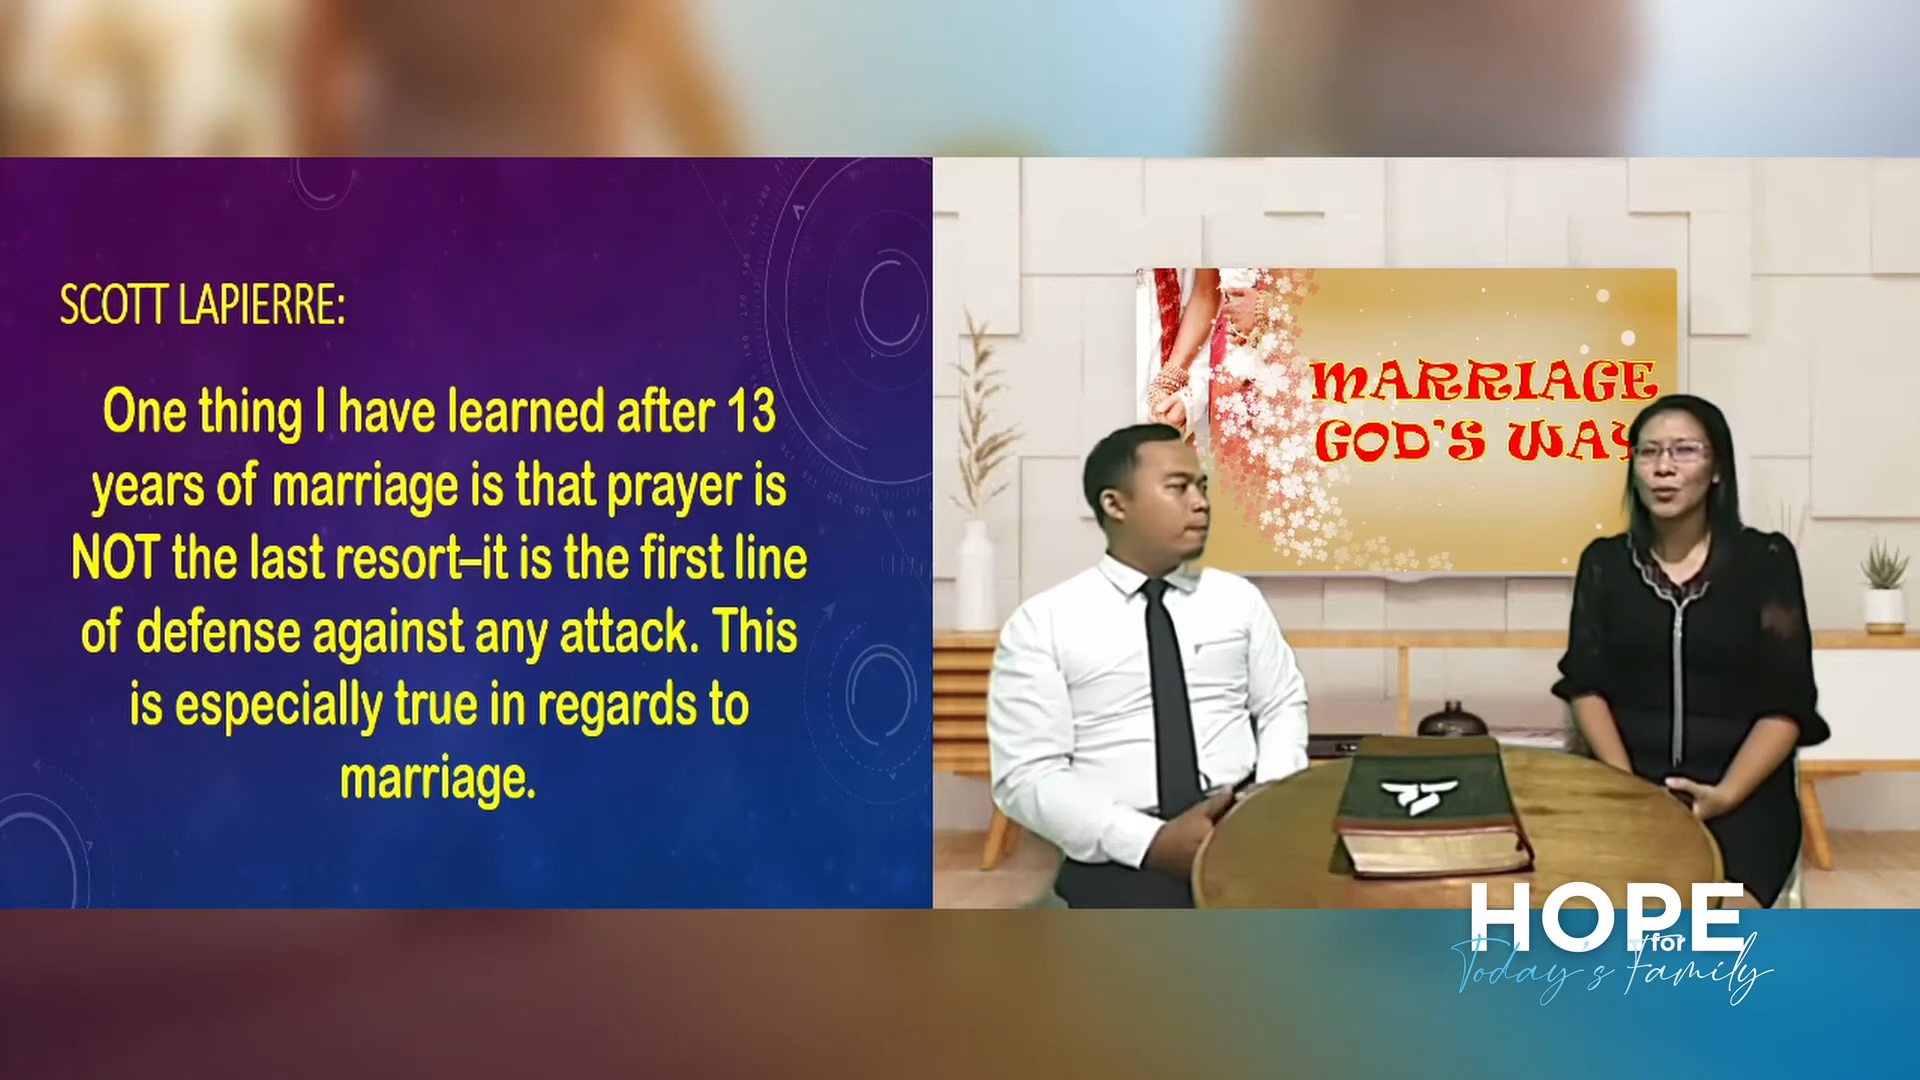 SCOTT LAPIERRE:
One thing I have learned after 13
years of marriage is that prayer is
NOT the last resort–it is the first line
of defense against any attack. This
is especially true in regards to
marriage.
MARRIAGE
GOD'S WAY
HOPE
for
Today's Family